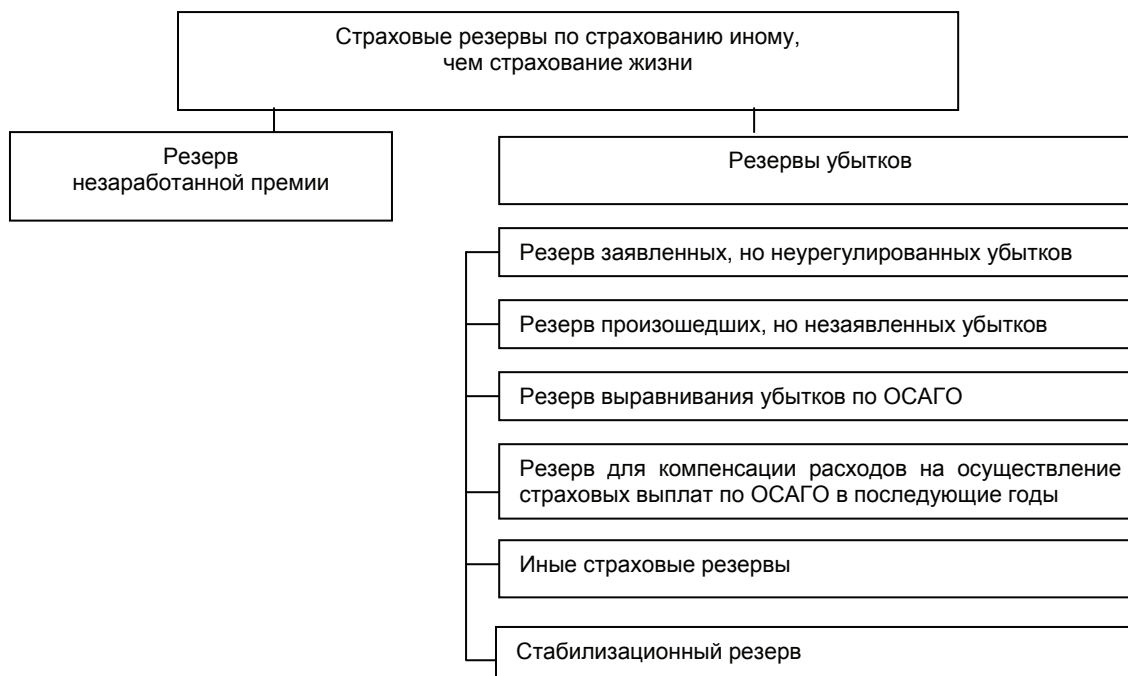 Страховые резервы по страхованию иному,
чем страхование жизни
Резерв
незаработанной премии
Резервы убытков
Резерв заявленных, но неурегулированных убытков
Резерв произошедших, но незаявленных убытков
Резерв выравнивания убытков по ОСАГО
Резерв для компенсации расходов на осуществление
страховых выплат по ОСАГО в последующие годы
Иные страховые резервы
Стабилизационный резерв